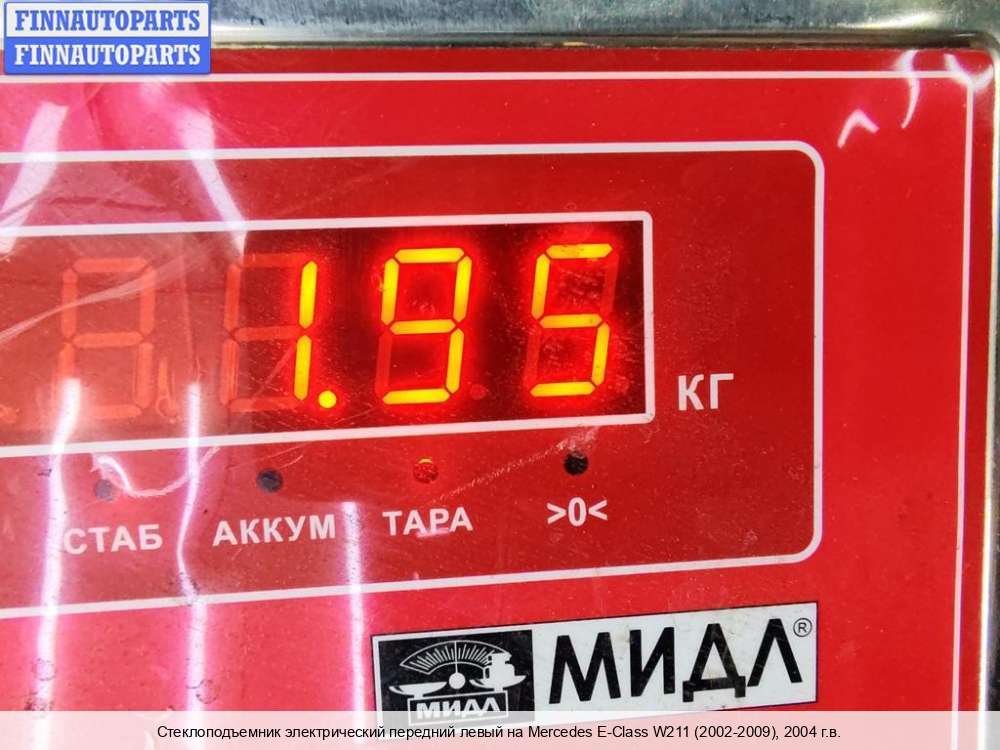 FINNAUTOPARTS
FINNAUTOPARTS
1.95
КГ
СТАБ АККУМ ТАРА >0<
МИДЛ®
МИДЛ
Стеклоподъемник электрический передний левый на Mercedes E-Class W211 (2002-2009), 2004 г.в.